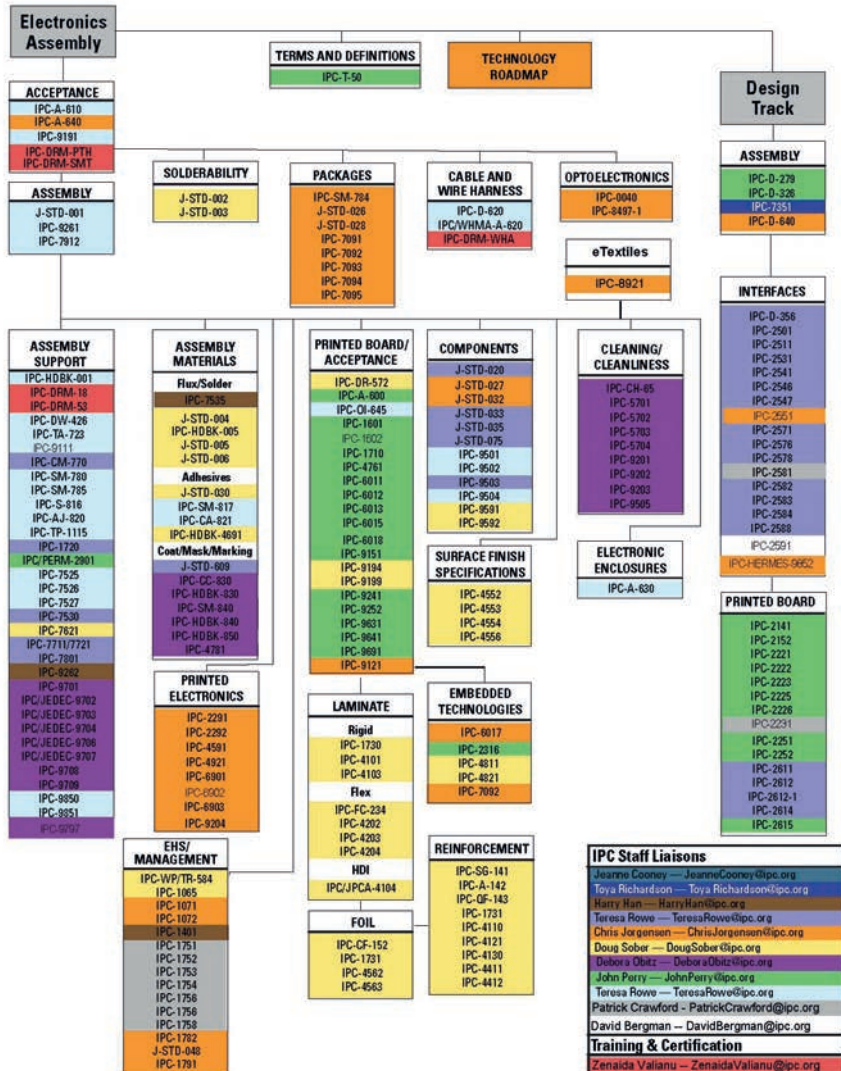 Electronics
Assembly
TERMS AND DEFINITIONS
IPC-T-50
TECHNOLOGY
ROADMAP
Design
Track
ACCEPTANCE
IPC-A-610
IPC-A-640
IPC-9191
IPC-DRM-PTH
IPC-DRM-SMT
ASSEMBLY
J-STD-001
IPC-9261
IPC-7912
SOLDERABILITY
J-STD-002
J-STD-003
PACKAGES
IPC-SM-784
J-STD-026
J-STD-028
IPC-7091
IPC-7092
IPC-7093
IPC-7094
IPC-7095
CABLE AND
WIRE HARNESS
IPC-D-620
IPC/WHMA-A-620
IPC-DRM-WHA
OPTOELECTRONICS
IPC-0040
IPC-8497-1
eTextiles
IPC-8921
ASSEMBLY
IPC-D-279
IPC-D-326
IPC-7351
IPC-D-640
INTERFACES
IPC-D-356
IPC-2501
IPC-2511
IPC-2531
IPC-2541
IPC-2546
IPC-2547
IPC-2551
IPC-2571
IPC-2576
IPC-2578
IPC-2581
IPC-2582
IPC-2583
IPC-2584
IPC-2588
IPC-2591
IPC-HERMES-9852
PRINTED BOARD
IPC-2141
IPC-2152
IPC-2221
IPC-2222
IPC-2223
IPC-2225
IPC-2226
IPC-2231
IPC-2251
IPC-2252
IPC-2611
IPC-2612
IPC-2612-1
IPC-2614
IPC-2615
ASSEMBLY
SUPPORT
IPC-HDBK-001
IPC-DRM-18
IPC-DRM-53
IPC-DW-426
IPC-TA-723
IPC-9111
IPC-CM-770
IPC-SM-780
IPC-SM-785
IPC-S-816
IPC-AJ-820
IPC-TP-1115
IPC-1720
IPC/PERM-2901
IPC-7525
IPC-7526
IPC-7527
IPC-7530
IPC-7621
IPC-7711/7721
IPC-7801
IPC-9262
IPC-9701
IPC/JEDEC-9702
IPC/JEDEC-9703
IPC/JEDEC-9704
IPC/JEDEC-9706
IPC/JEDEC-9707
IPC-9708
IPC-9709
IPC-9850
IPC-9851
IPC-9797
ASSEMBLY
MATERIALS
Flux/Solder
IPC-7535
J-STD-004
IPC-HDBK-005
J-STD-005
J-STD-006
Adhesives
J-STD-030
IPC-SM-817
IPC-CA-821
IPC-HDBK-4691
Coat/Mask/Marking
J-STD-609
IPC-CC-830
IPC-HDBK-830
IPC-SM-840
IPC-HDBK-840
IPC-HDBK-850
IPC-4781
PRINTED
ELECTRONICS
IPC-2291
IPC-2292
IPC-4591
IPC-4921
IPC-6901
IPC-6902
IPC-6903
IPC-9204
EHS/
MANAGEMENT
IPC-WP/TR-584
IPC-1065
IPC-1071
IPC-1072
IPC-1401
IPC-1751
IPC-1752
IPC-1753
IPC-1754
IPC-1756
IPC-1756
IPC-1758
IPC-1782
J-STD-048
IPC-1791
PRINTED BOARD/
ACCEPTANCE
IPC-DR-572
IPC-A-600
IPC-OI-645
IPC-1601
IPC-1602
IPC-1710
IPC-4761
IPC-6011
IPC-6012
IPC-6013
IPC-6015
IPC-6018
IPC-9151
IPC-9194
IPC-9199
IPC-9241
IPC-9252
IPC-9631
IPC-9641
IPC-9691
IPC-9121
LAMINATE
Rigid
IPC-1730
IPC-4101
IPC-4103
Flex
IPC-FC-234
IPC-4202
IPC-4203
IPC-4204
HDI
IPC/JPCA-4104
FOIL
IPC-CF-152
IPC-1731
IPC-4562
IPC-4563
COMPONENTS
J-STD-020
J-STD-027
J-STD-032
J-STD-033
J-STD-035
J-STD-075
IPC-9501
IPC-9502
IPC-9503
IPC-9504
IPC-9591
IPC-9592
SURFACE FINISH
SPECIFICATIONS
IPC-4552
IPC-4553
IPC-4554
IPC-4556
EMBEDDED
TECHNOLOGIES
IPC-6017
IPC-2316
IPC-4811
IPC-4821
IPC-7092
REINFORCEMENT
IPC-SG-141
IPC-A-142
IPC-QF-143
IPC-1731
IPC-4110
IPC-4121
IPC-4130
IPC-4411
IPC-4412
CLEANING/
CLEANLINESS
IPC-CH-65
IPC-5701
IPC-5702
IPC-5703
IPC-5704
IPC-9201
IPC-9202
IPC-9203
IPC-9505
ELECTRONIC
ENCLOSURES
IPC-A-630
IPC Staff Liaisons
Jeanne Cooney — JeanneCooney@ipc.org
Toya Richardson — Toya Richardson@ipc.org
Harry Han — HarryHan@ipc.org
Teresa Rowe — TeresaRowe@ipc.org
Chris Jorgensen — ChrisJorgensen@ipc.org
Doug Sober — DougSober@ipc.org
Debora Obitz — DeboraObitz@ipc.org
John Perry — JohnPerry@ipc.org
Teresa Rowe — TeresaRowe@ipc.org
Patrick Crawford - PatrickCrawford@ipc.org
David Bergman -- DavidBergman@ipc.org
Training & Certification
Zenaida Valianu -- ZenaidaValianu@ipc.org